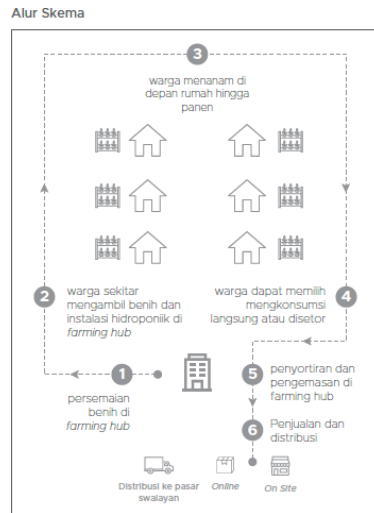 Alur Skema
3
warga menanam di
depan rumah hingga
panen
2
warga sekitar
mengambil benih dan
instalasi hidroponiik di
farming hub
warga dapat memilih
mengkonsumsi
langsung atau disetor
4
1
persemaian
benih di
farming hub
5
penyortiran dan
pengemasan di
farming hub
6
Penjualan dan
distribusi
Distribusi ke pasar
swalayan
Online
On Site